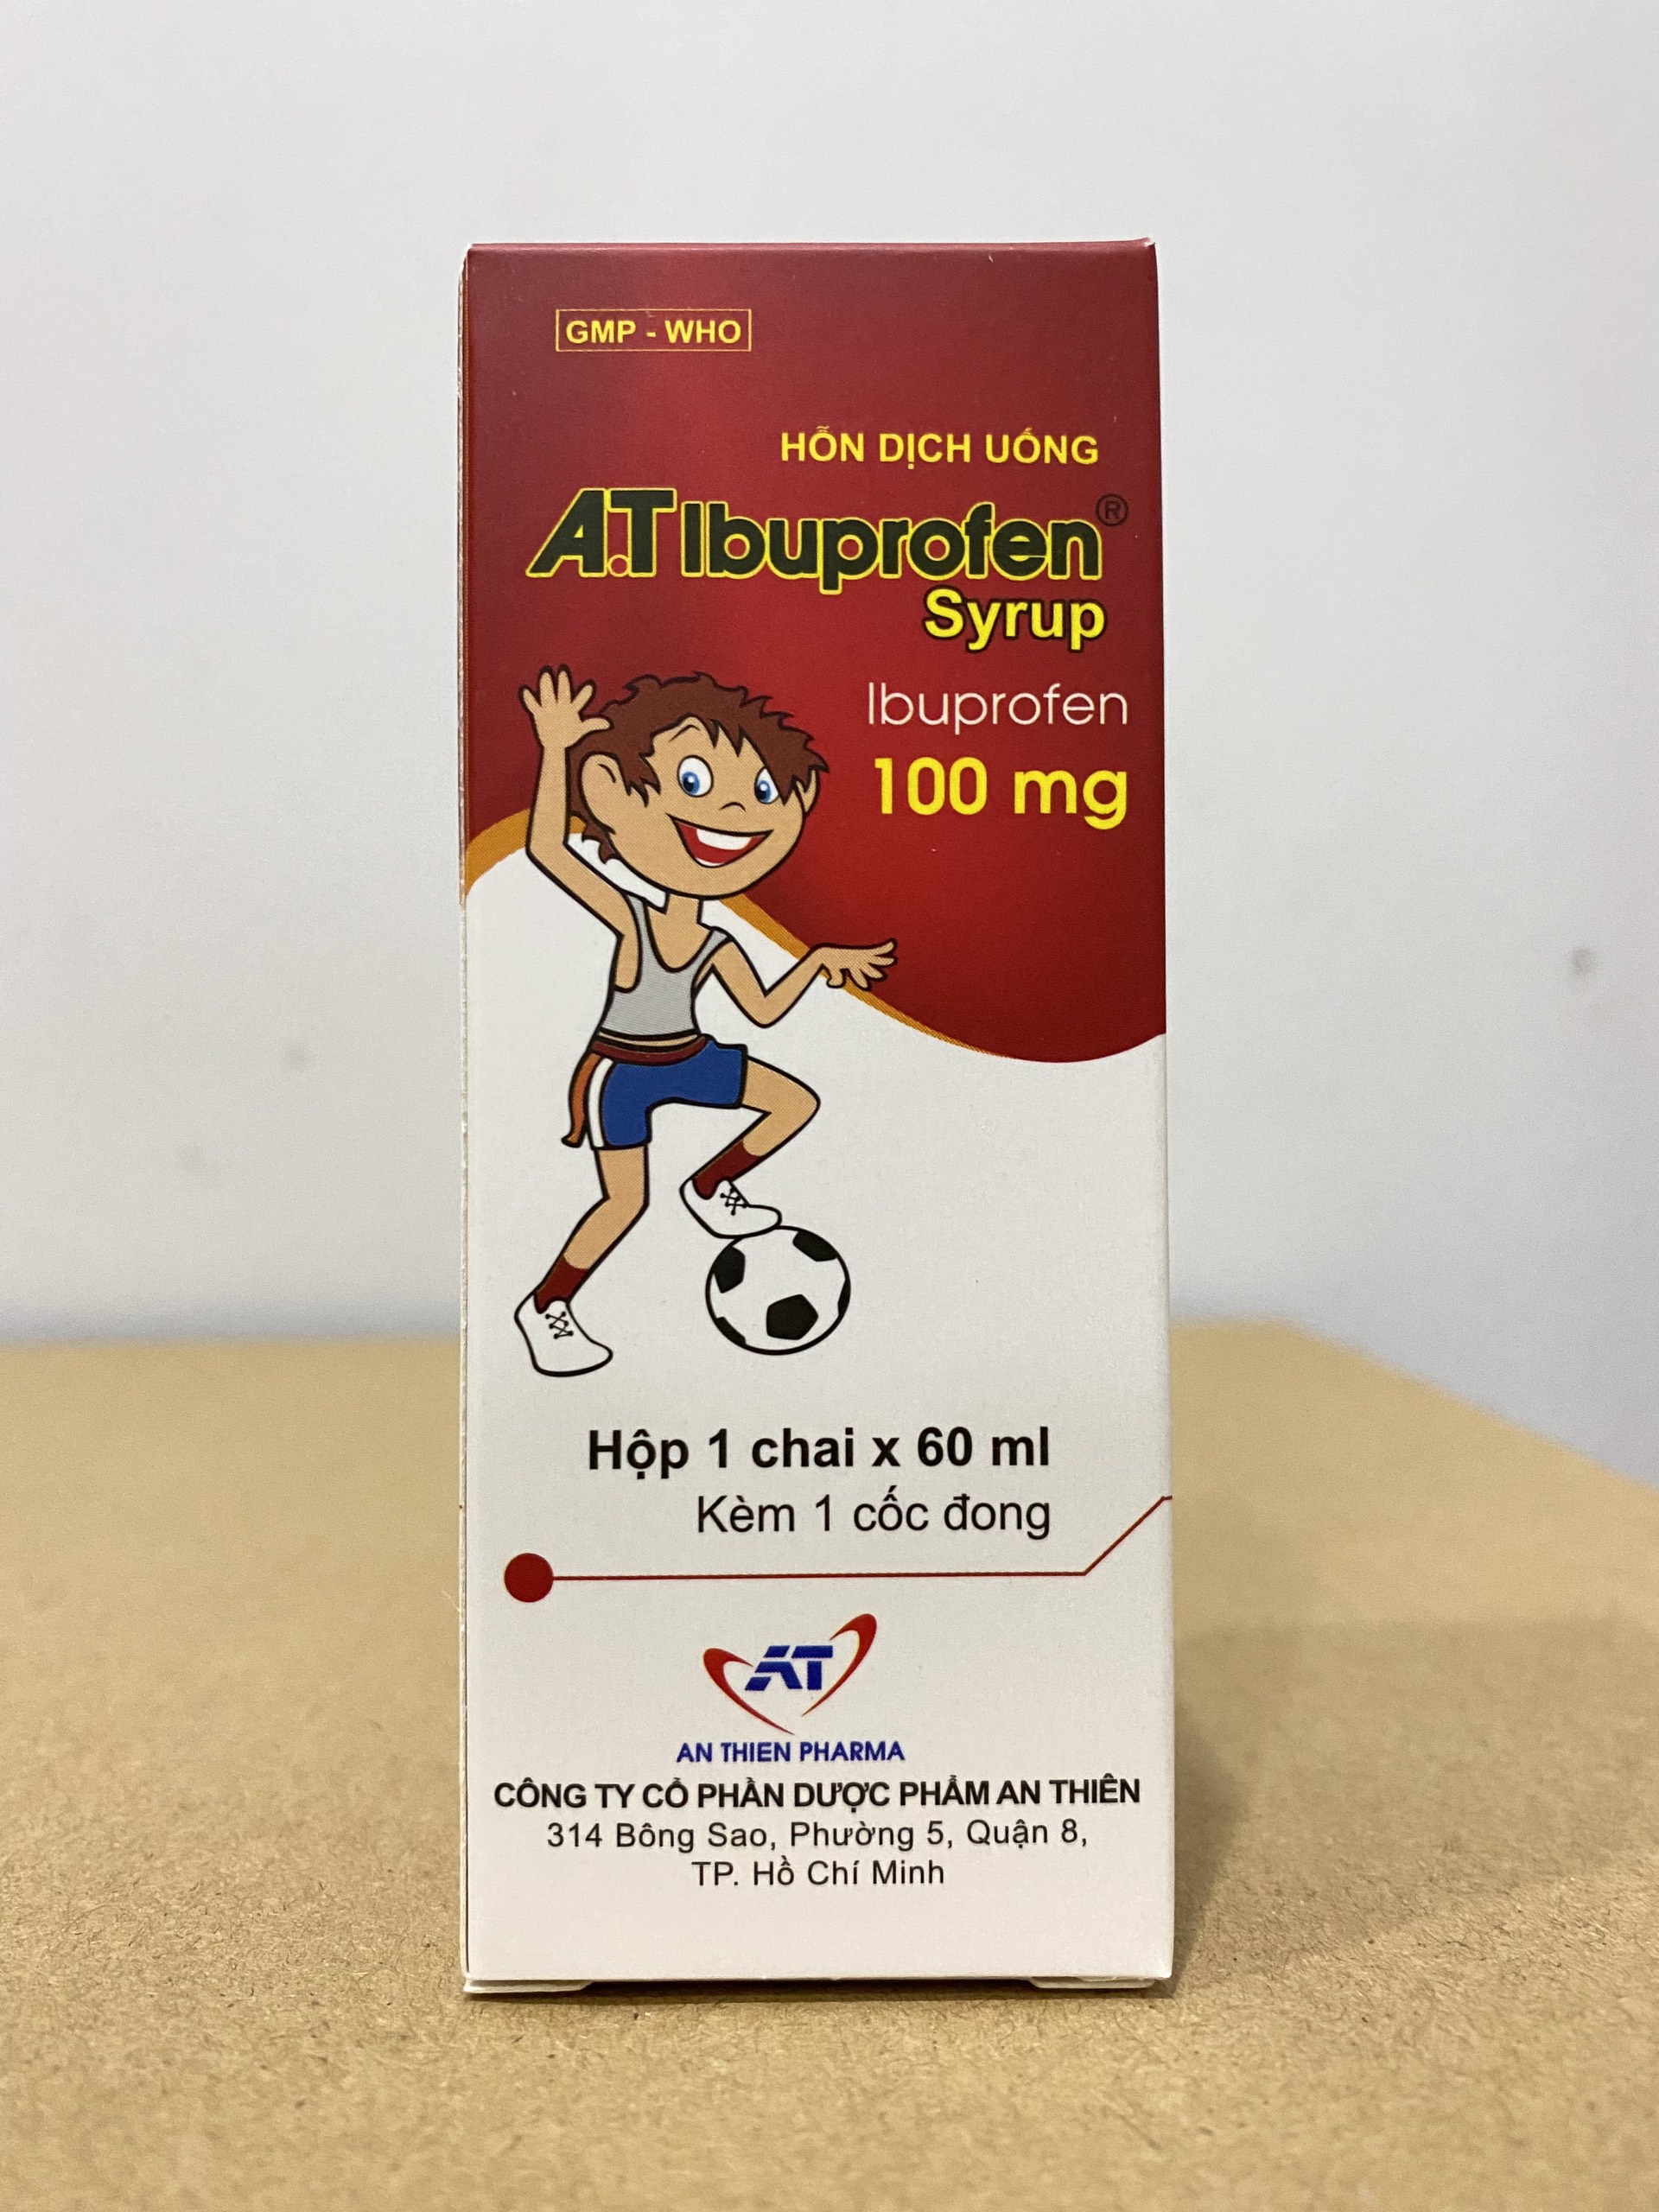 GMP - WHO
HỖN DỊCH UỐNG
A.T Ibuprofen®
Syrup
Ibuprofen
100 mg
Hộp 1 chai x 60 ml
Kèm 1 cốc đong
AT
AN THIEN PHARMA
CÔNG TY CỔ PHẦN DƯỢC PHẨM AN THIÊN
314 Bông Sao, Phường 5, Quận 8,
TP. Hồ Chí Minh